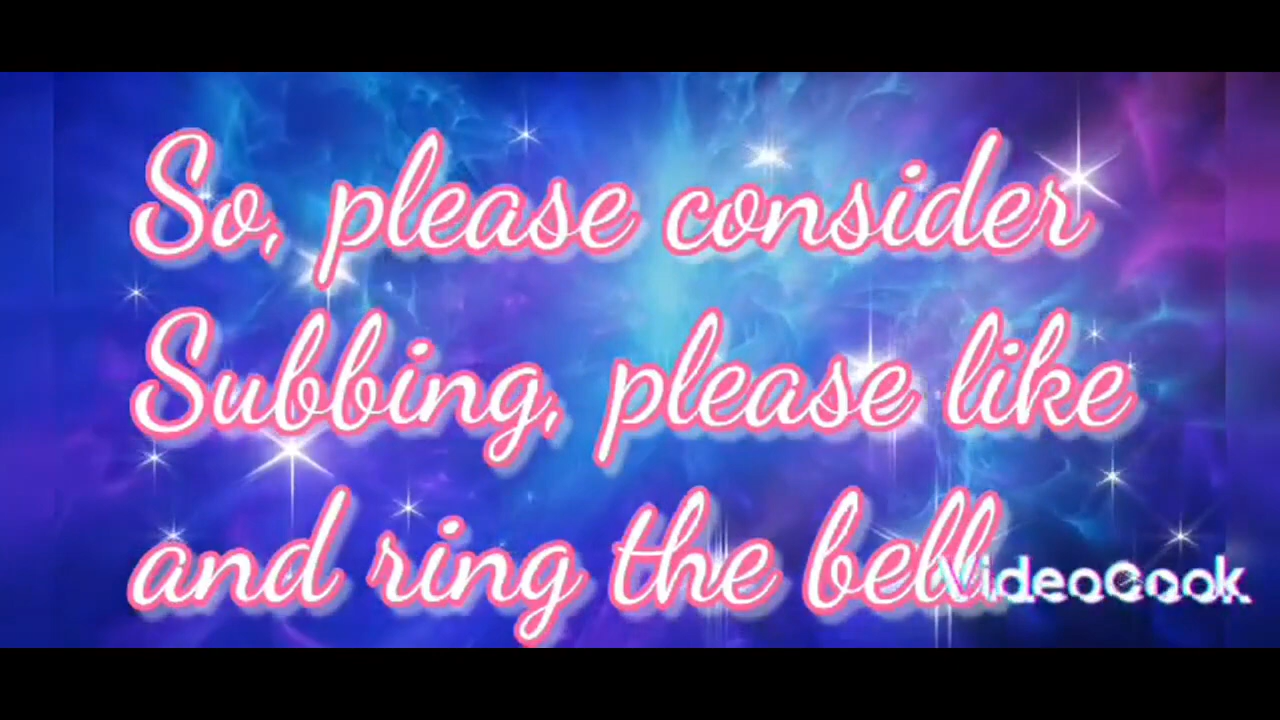 So, please consider
Subbing, please like
and ring the bell.
VideoCook